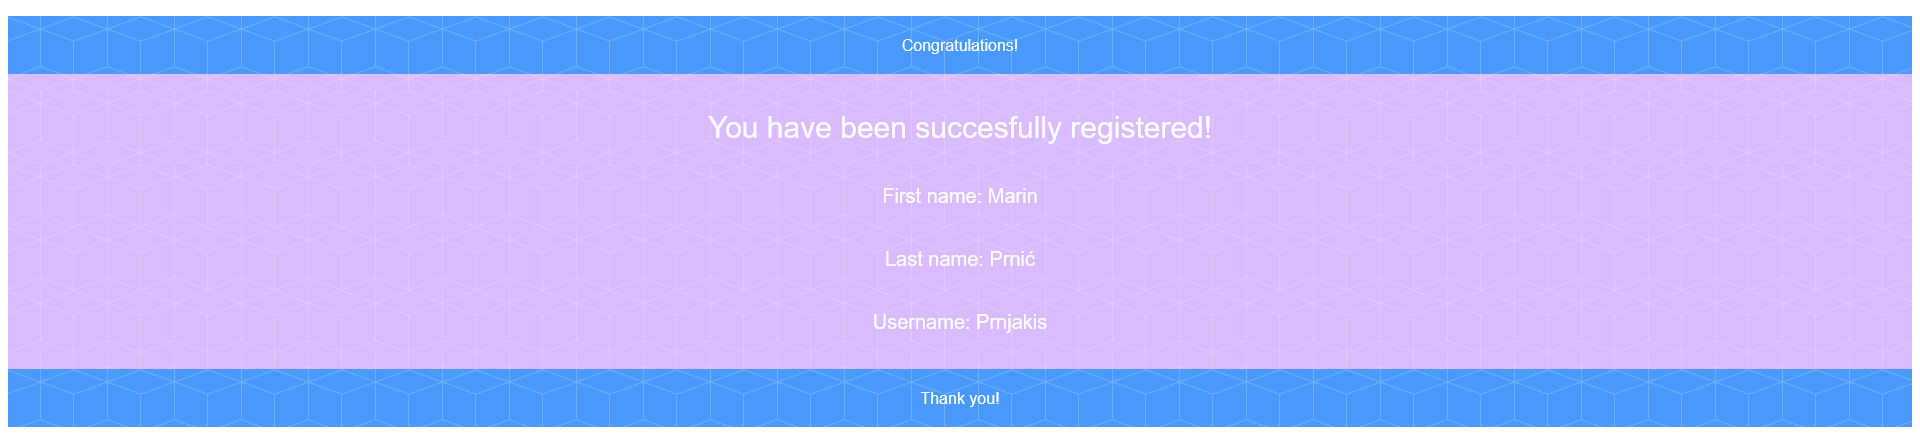 Congratulations!
You have been succesfully registered!
First name: Marin
Last name: Prnić
Username: Prnjakis
Thank you!